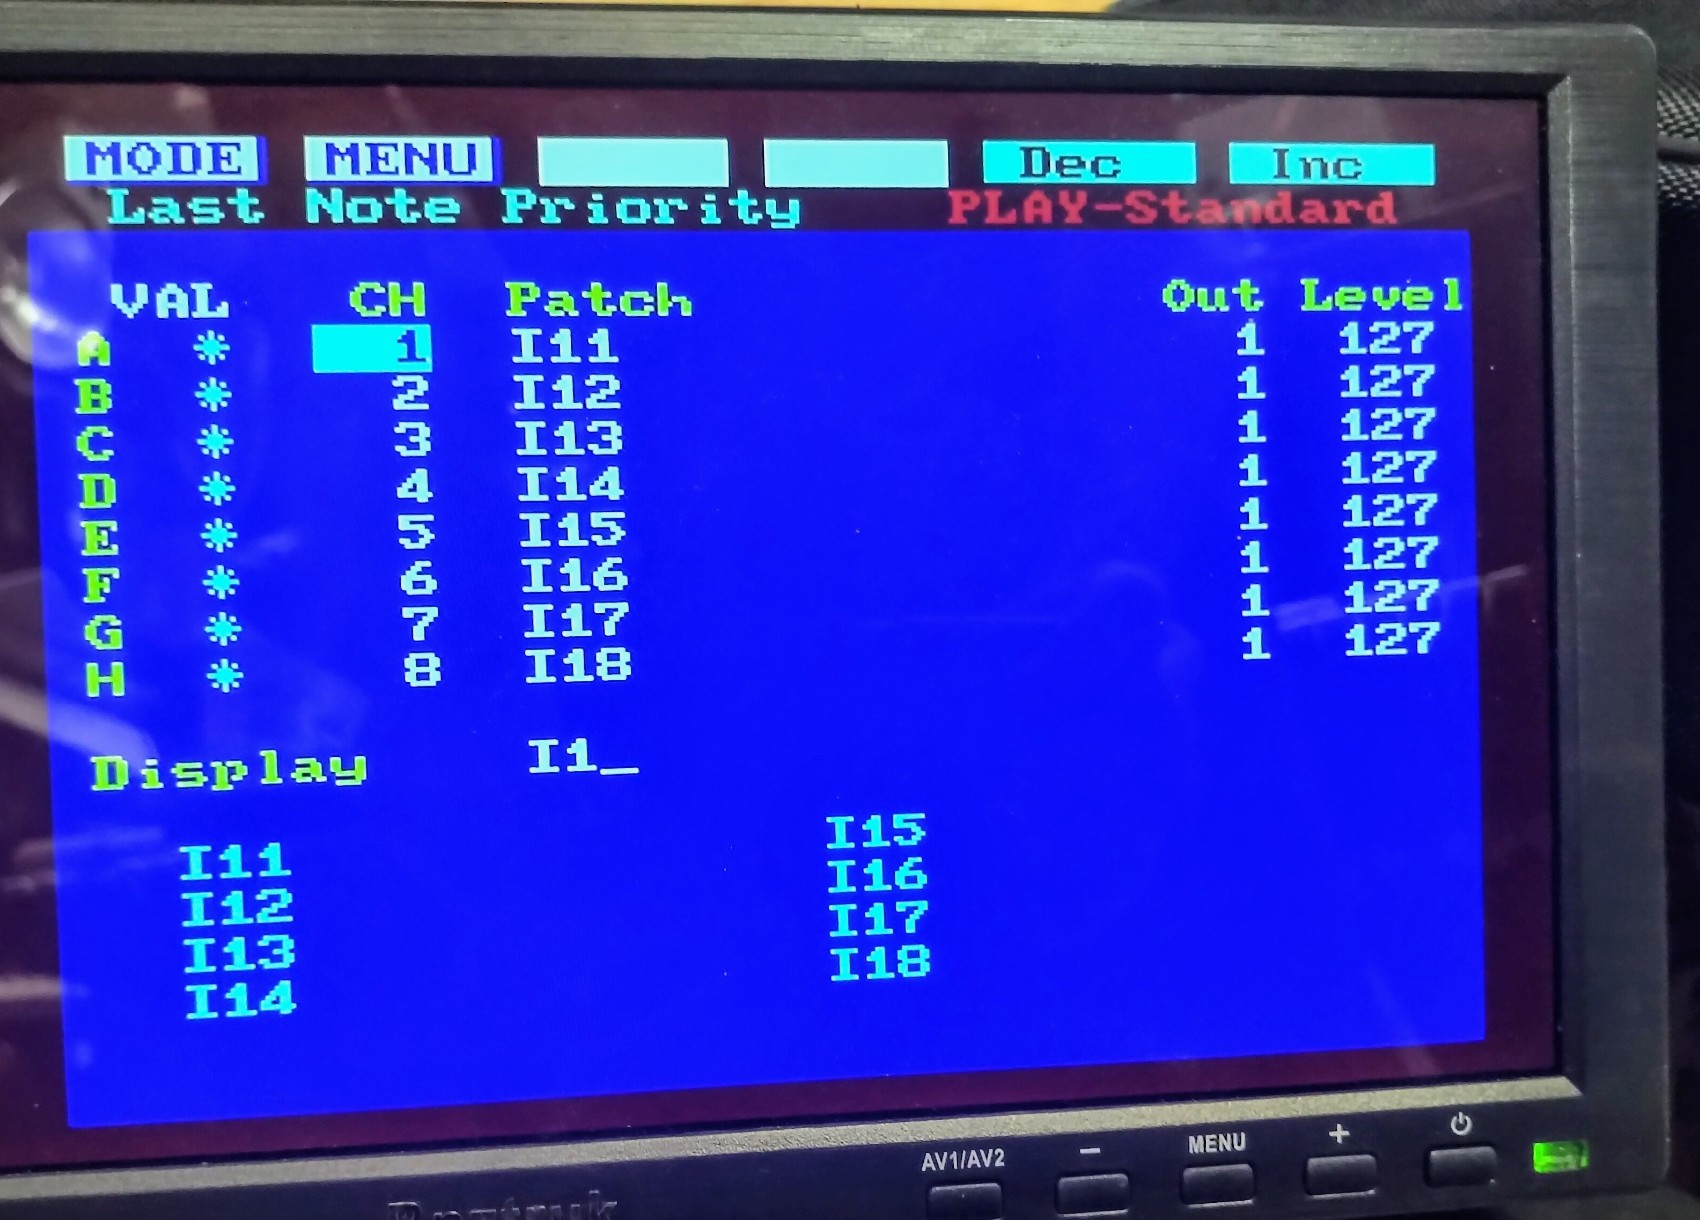 MODE MENU Dec Inc
Last Note Priority PLAY-Standard
VAL CH Patch Out Level
A * 1 I11 1 127
B * 2 I12 1 127
C * 3 I13 1 127
D * 4 I14 1 127
E * 5 I15 1 127
F * 6 I16 1 127
G * 7 I17 1 127
H * 8 I18 1 127
Display I1_
I11 I15
I12 I16
I13 I17
I14 I18
AV1/AV2 − MENU +